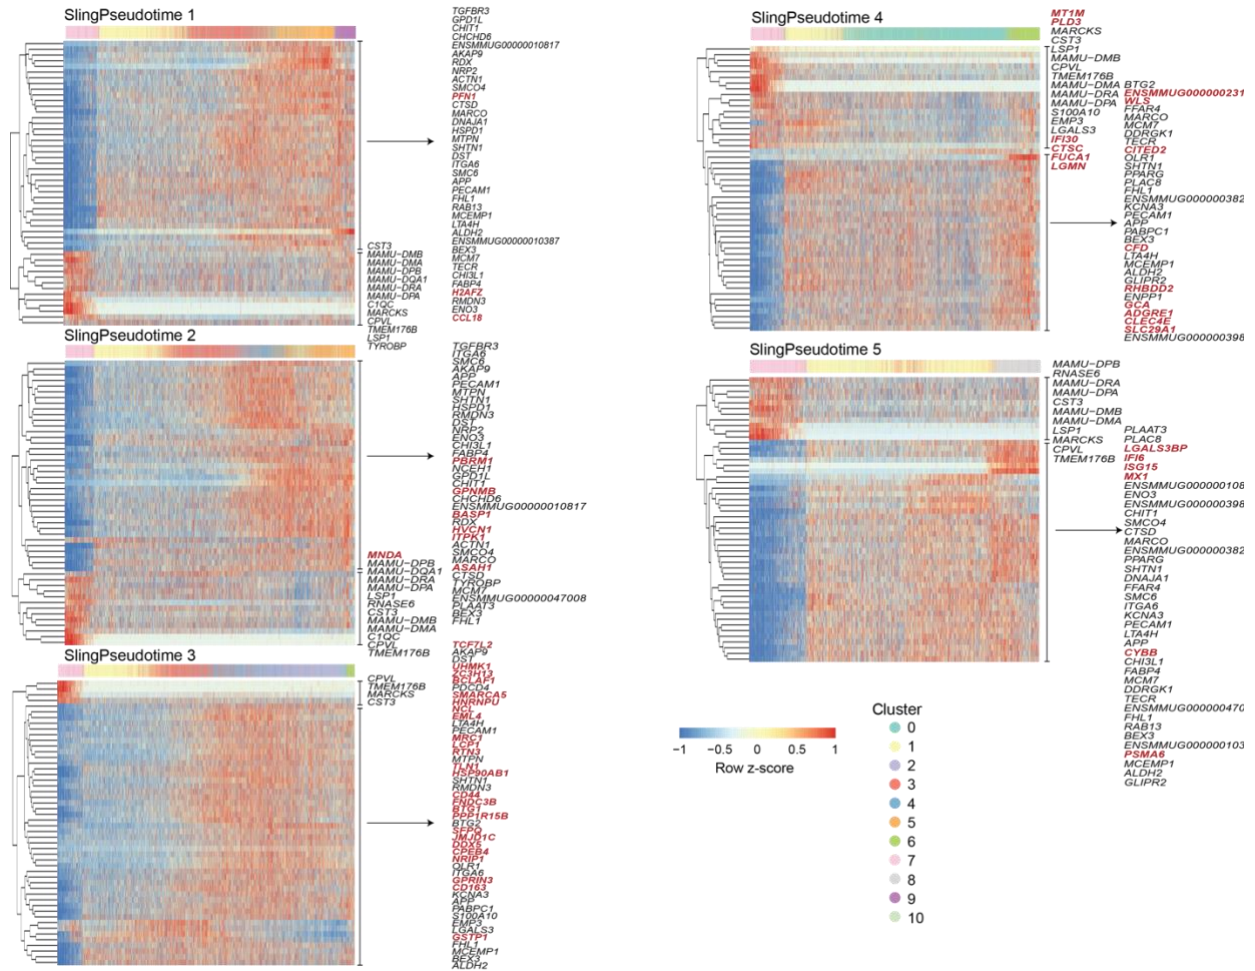 SlingPseudotime 1
TGFBR3
GPD1L
CHIT1
CHCHD6
ENSMMUG00000010817
AKAP9
RDX
NRP2
ACTN1
SMCO4
PFN1
CTSD
MARCO
DNAJA1
HSPD1
MTPN
SHTN1
DST
ITGA6
SMC6
APP
PECAM1
FHL1
RAB13
MCEMP1
LTA4H
ALDH2
ENSMMUG00000010387
BEX3
MCM7
TECR
CHI3L1
FABP4
H2AFZ
RMDN3
ENO3
CCL18
CST3
MAMU-DMB
MAMU-DMA
MAMU-DPB
MAMU-DQA1
MAMU-DRA
MAMU-DPA
C1QC
MARCKS
CPVL
TMEM176B
LSP1
TYROBP
SlingPseudotime 2
TGFBR3
ITGA6
SMC6
AKAP9
APP
PECAM1
MTPN
SHTN1
HSPD1
RMDN3
DST
NRP2
ENO3
CHI3L1
FABP4
PBRM1
NCEH1
GPD1L
CHIT1
GPNMB
CHCHD6
ENSMMUG00000010817
BASP1
RDX
HVCN1
ITPK1
ACTN1
SMCO4
MARCO
ASAH1
CTSD
TYROBP
MCM7
ENSMMUG00000047008
PLAAT3
BEX3
FHL1
MNDA
MAMU-DPB
MAMU-DQA1
MAMU-DRA
MAMU-DPA
LSP1
RNASE6
CST3
MAMU-DMB
MAMU-DMA
C1QC
CPVL
TMEM176B
SlingPseudotime 3
CPVL
TMEM176B
MARCKS
CST3
TCF7L2
AKAP9
DST
UHMK1
ZC3H13
BCLAF1
PDCD4
SMARCA5
HNRNPU
NCL
EML4
LTA4H
PECAM1
MRC1
LCP1
RTN3
MTPN
TLN1
HSP90AB1
SHTN1
RMDN3
CD44
FNDC3B
BTG1
PPP1R15B
BTG2
SFPQ
JMJD1C
DDX5
CPEB4
NRIP1
OLR1
ITGA6
GPRIN3
CD163
KCNA3
APP
PABPC1
S100A10
EMP3
LGALS3
GSTP1
FHL1
MCEMP1
BEX3
ALDH2
SlingPseudotime 4
MT1M
PLD3
MARCKS
CST3
LSP1
MAMU-DMB
CPVL
TMEM176B
MAMU-DMA
MAMU-DRA
MAMU-DPA
S100A10
EMP3
LGALS3
IFI30
CTSC
FUCA1
LGMN
BTG2
ENSMMUG000000231
WLS
FFAR4
MARCO
MCM7
DDRGK1
TECR
CITED2
OLR1
SHTN1
PPARG
PLAC8
FHL1
ENSMMUG000000382
KCNA3
PECAM1
APP
PABPC1
BEX3
CFD
LTA4H
MCEMP1
ALDH2
GLIPR2
RHBDD2
ENPP1
GCA
ADGRE1
CLEC4E
SLC29A1
ENSMMUG000000398
SlingPseudotime 5
MAMU-DPB
RNASE6
MAMU-DRA
MAMU-DPA
CST3
MAMU-DMB
MAMU-DMA
LSP1
MARCKS
CPVL
TMEM176B
PLAAT3
PLAC8
LGALS3BP
IFI6
ISG15
MX1
ENSMMUG000000108
ENO3
ENSMMUG000000398
CHIT1
SMCO4
CTSD
MARCO
ENSMMUG000000382
PPARG
SHTN1
DNAJA1
FFAR4
SMC6
ITGA6
KCNA3
PECAM1
LTA4H
APP
CYBB
CHI3L1
FABP4
MCM7
DDRGK1
TECR
ENSMMUG000000470
FHL1
RAB13
BEX3
ENSMMUG000000103
PSMA6
MCEMP1
ALDH2
GLIPR2
-1 -0.5 0 0.5 1
Row z-score
Cluster
0
1
2
3
4
5
6
7
8
9
10